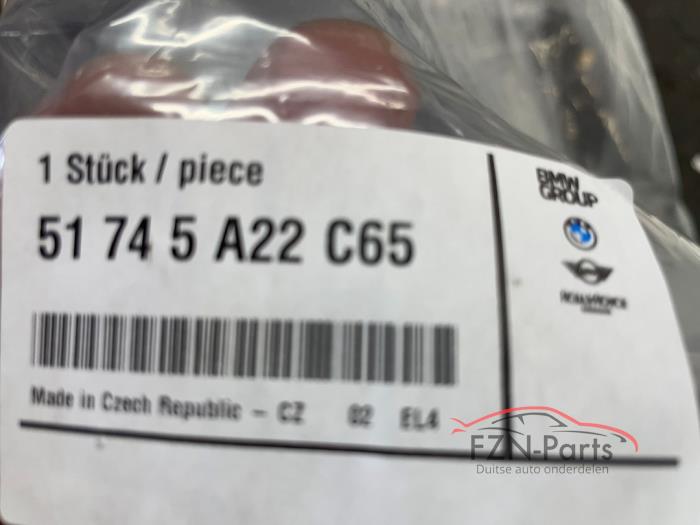 1 Stück / piece
51 74 5 A22 C65
Made in Czech Republic - CZ 02 EL4
BMW
GROUP
FZN-Parts
Duitse auto onderdelen